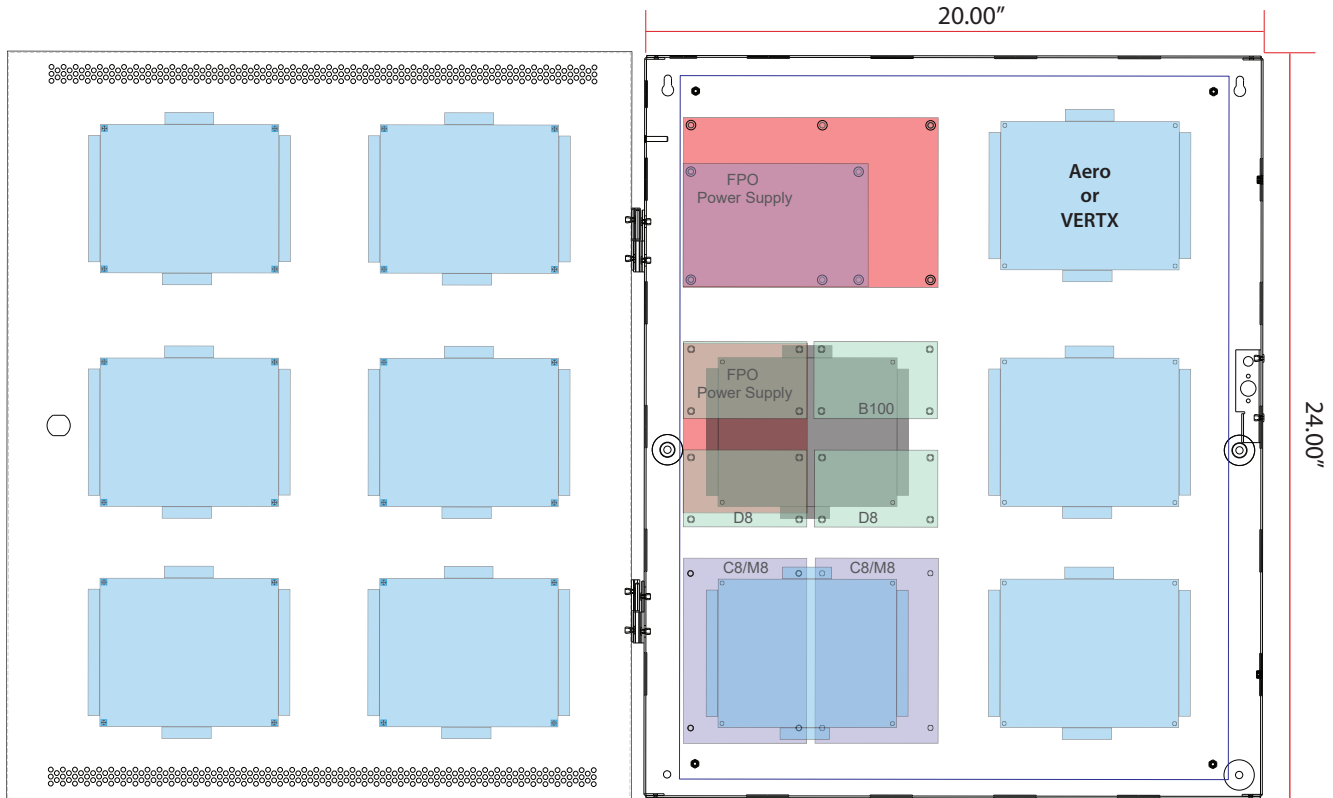 20.00”
FPO
Power Supply
Aero
or
VERTX
24.00”
FPO
Power Supply
B100
D8
D8
C8/M8
C8/M8